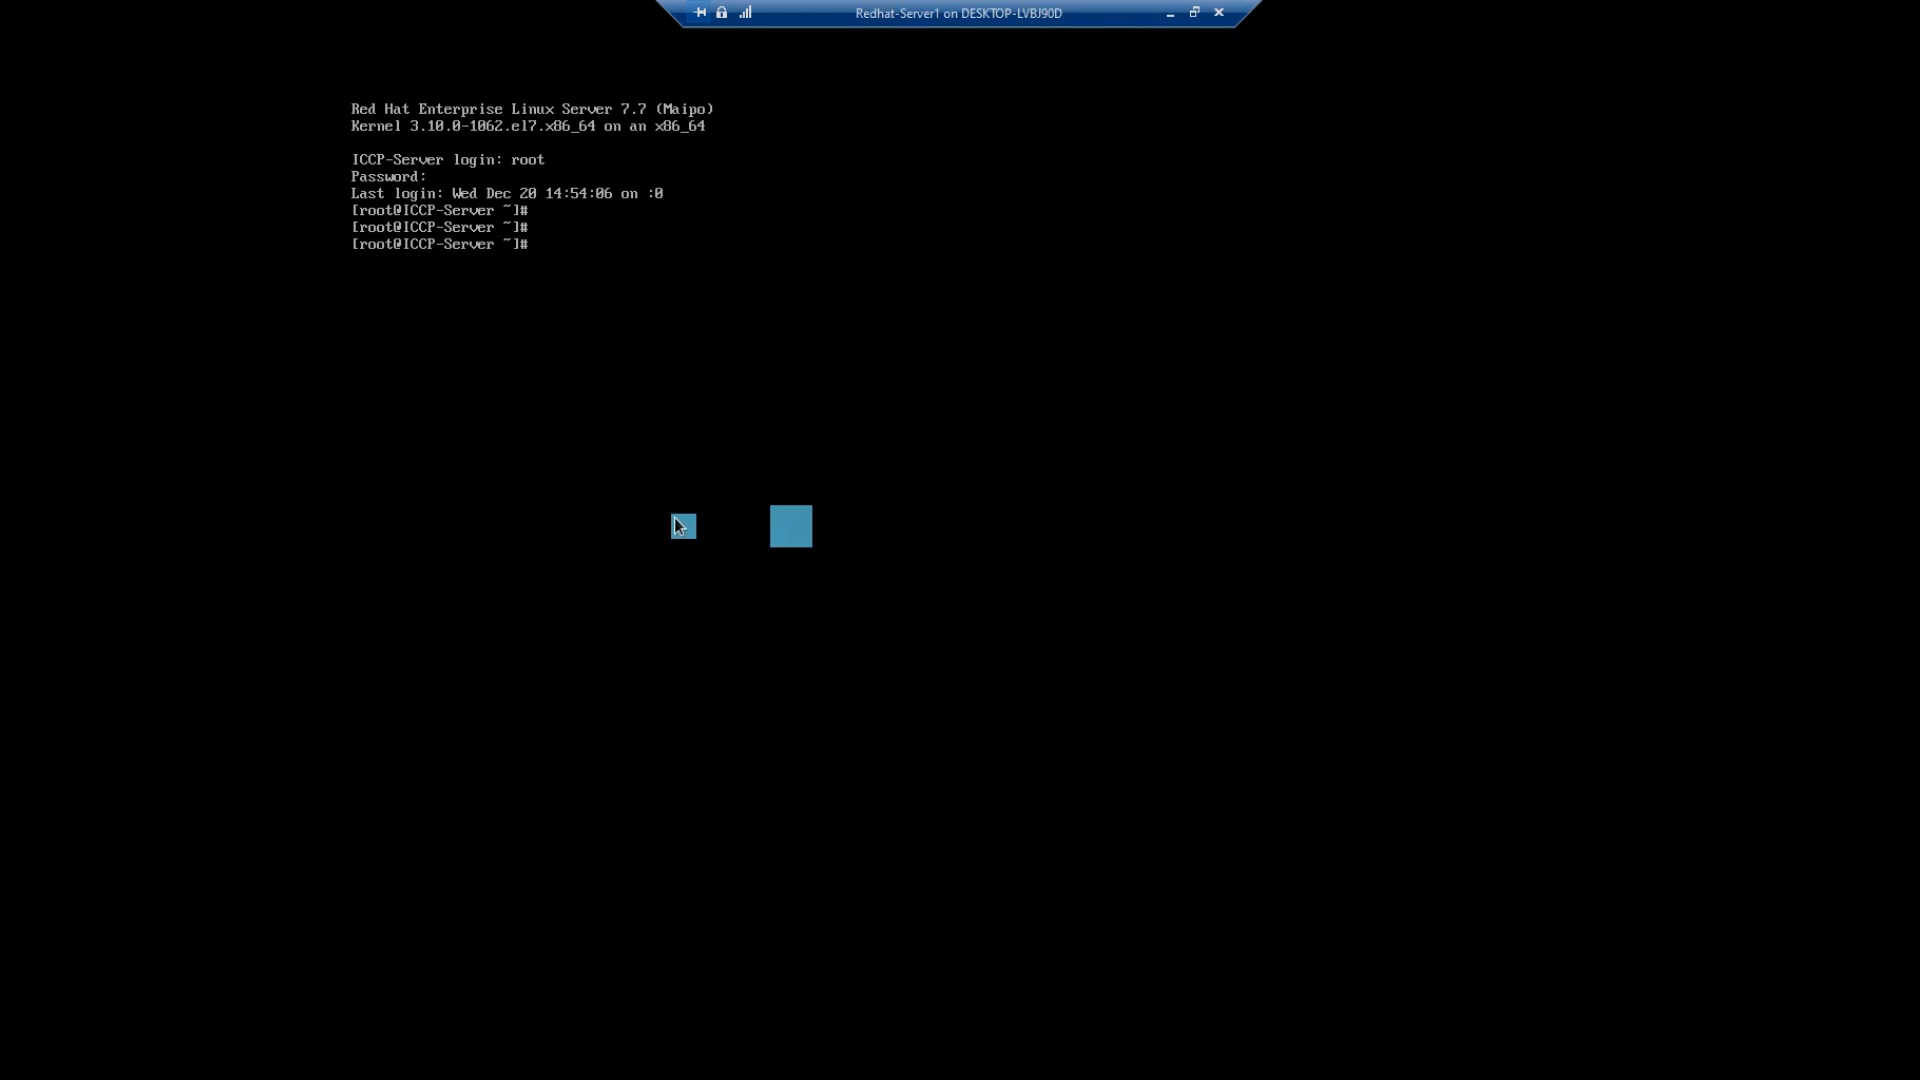 Redhat-Server1 on DESKTOP-LVBJ90D
Red Hat Enterprise Linux Server 7.7 (Maipo)
Kernel 3.10.0-1062.el7.x86_64 on an x86_64
ICCP-Server login: root
Password:
Last login: Wed Dec 20 14:54:06 on :0
[root@ICCP-Server ~]#
[root@ICCP-Server ~]#
[root@ICCP-Server ~]#